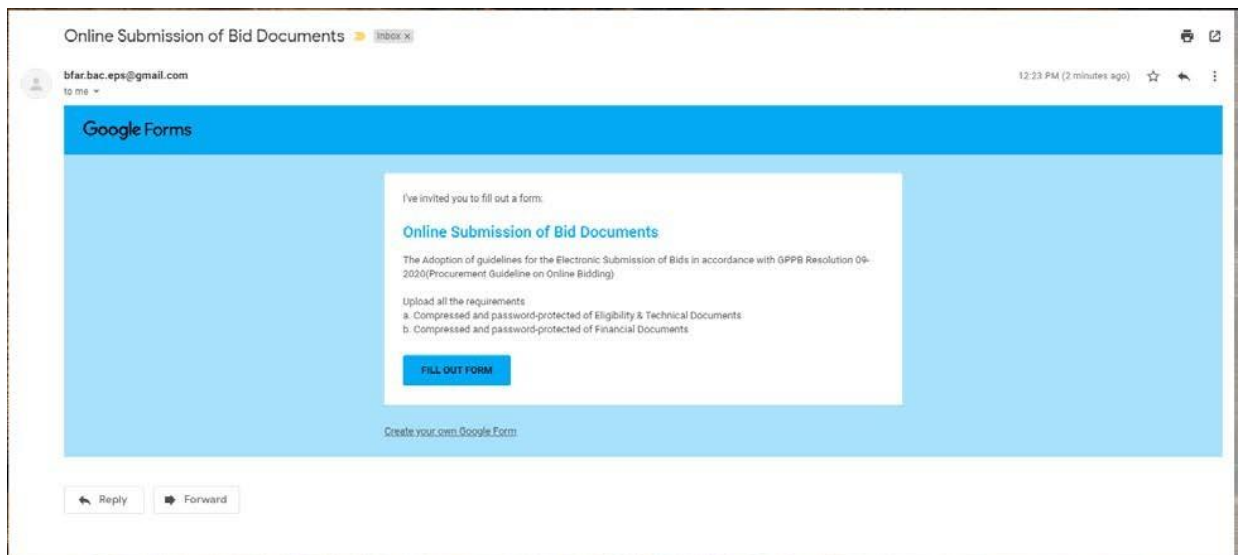 Online Submission of Bid Documents Inbox x
bfar.bac.eps@gmail.com 12:23 PM (2 minutes ago)
to me
Google Forms
I've invited you to fill out a form:
Online Submission of Bid Documents
The Adoption of guidelines for the Electronic Submission of Bids in accordance with GPPB Resolution 09-
2020(Procurement Guideline on Online Bidding)
Upload all the requirements
a. Compressed and password-protected of Eligibility & Technical Documents
b. Compressed and password-protected of Financial Documents
FILL OUT FORM
Create your own Google Form
Reply Forward